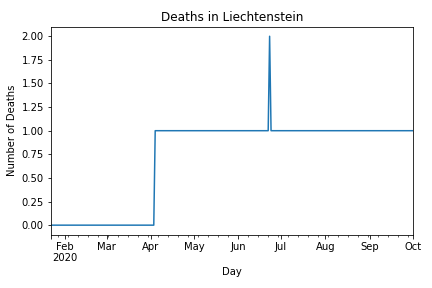 Deaths in Liechtenstein
2.00
1.75
1.50
1.25
1.00
0.75
0.50
0.25
0.00
Number of Deaths
Feb Mar Apr May Jun Jul Aug Sep Oct
2020
Day